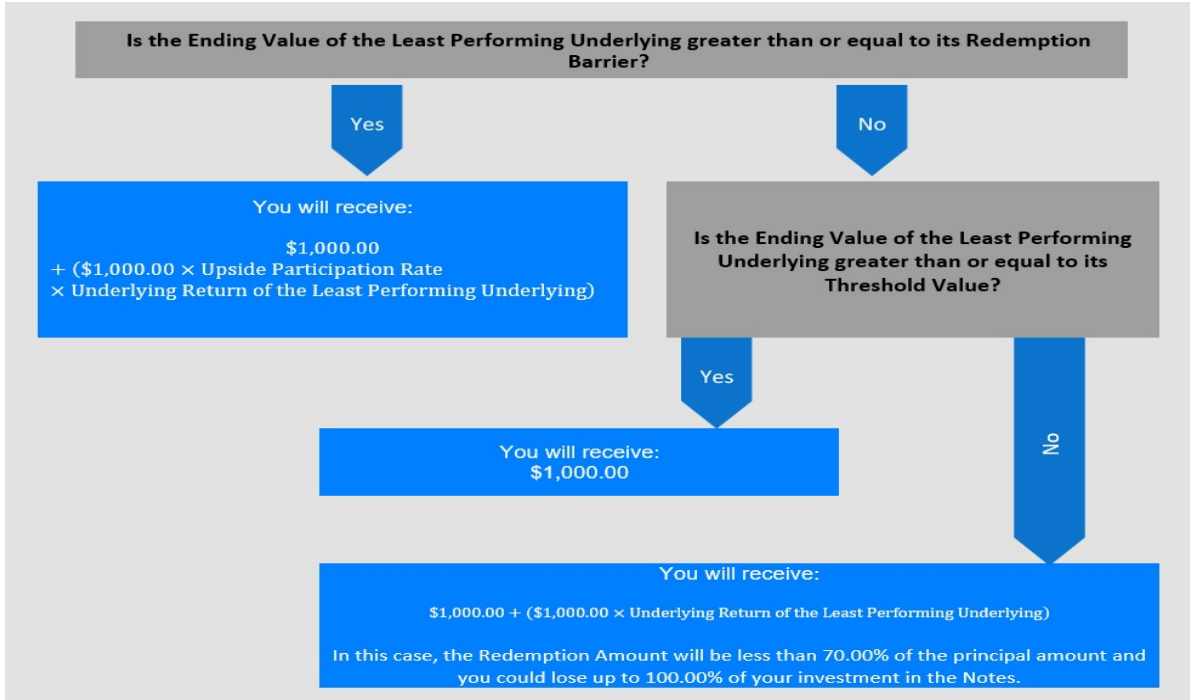 Is the Ending Value of the Least Performing Underlying greater than or equal to its Redemption
Barrier?
Yes
No
You will receive:
$1,000.00
+ ($1,000.00 × Upside Participation Rate
× Underlying Return of the Least Performing Underlying)
Is the Ending Value of the Least Performing
Underlying greater than or equal to its
Threshold Value?
Yes
No
You will receive:
$1,000.00
You will receive:
$1,000.00 + ($1,000.00 × Underlying Return of the Least Performing Underlying)
In this case, the Redemption Amount will be less than 70.00% of the principal amount and
you could lose up to 100.00% of your investment in the Notes.